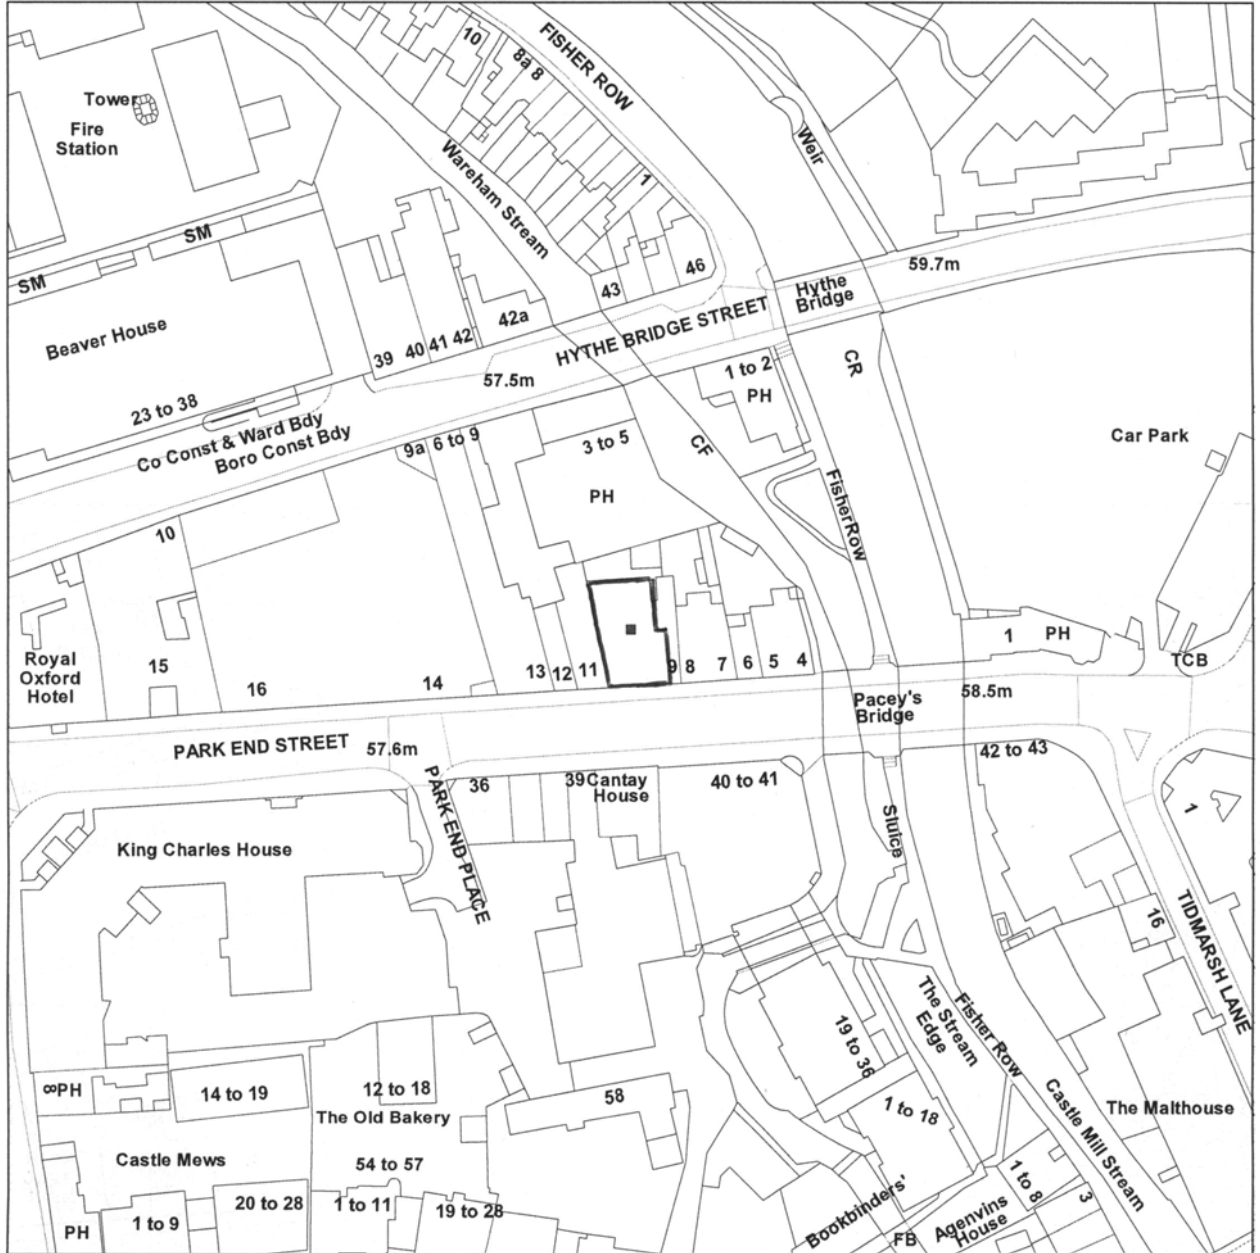 10
8a 8
FISHER ROW
Tower
Fire
Station
Weir
Wareham Stream
1
SM
SM
43
46
59.7m
Hythe
Bridge
HYTHE BRIDGE STREET
Beaver House
39
40
41
42
42a
57.5m
CR
1 to 2
PH
23 to 38
Co Const & Ward Bdy
Boro Const Bdy
9a
6 to 9
3 to 5
PH
CF
Car Park
Fisher Row
10
Royal
Oxford
Hotel
15
16
14
13
12
11
9
8
7
6
5
4
1
PH
TCB
Pacey's
Bridge
58.5m
PARK END STREET
57.6m
PARK END PLACE
36
39
Cantay
House
40 to 41
42 to 43
Sluice
1
King Charles House
16
TIDMARSH LANE
The Stream
Edge
Fisher Row
19 to 36
8
PH
14 to 19
12 to 18
The Old Bakery
58
1 to 18
Castle Mill Stream
The Malthouse
Castle Mews
54 to 57
PH
1 to 9
20 to 28
1 to 11
19 to 28
Bookbinders'
FB
Agenvins
House
1 to 8
3